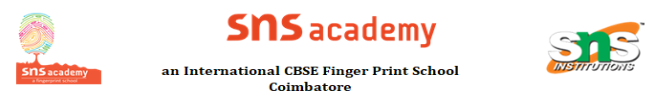 sns academy
a fingerprint school
sns academy
an International CBSE Finger Print School
Coimbatore
SNS
INSTITUTIONS